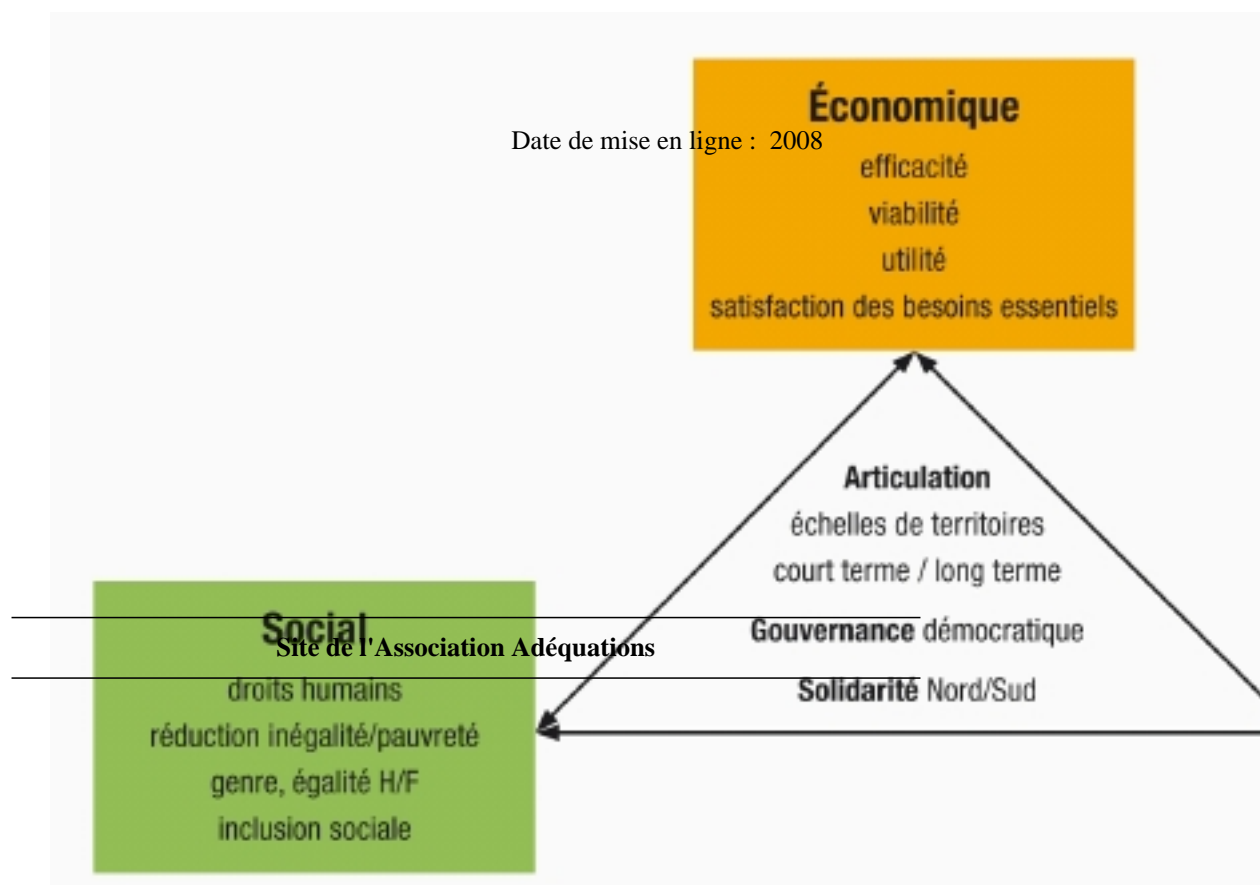 Économique
Date de mise en ligne : 2008
efficacité
viabilité
utilité
satisfaction des besoins essentiels
Articulation
échelles de territoires
court terme / long terme
Gouvernance démocratique
Solidarité Nord/Sud
Social
Site de l'Association Adéquations
droits humains
réduction inégalité/pauvreté
genre, égalité H/F
inclusion sociale